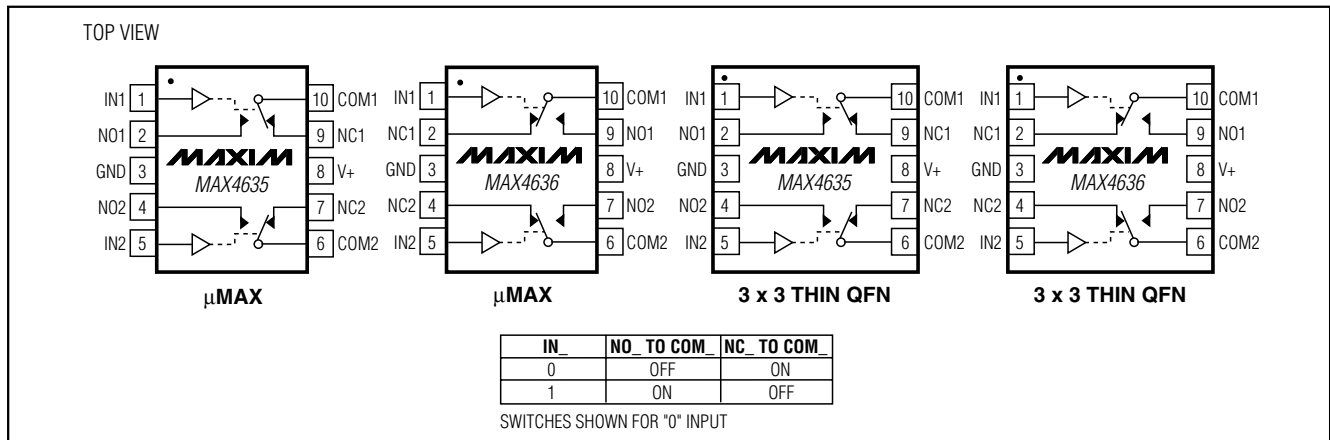 TOP VIEW
IN1 1 10 COM1
NO1 2 9 NC1
MAXIM
GND 3 8 V+
MAX4635
NO2 4 7 NC2
IN2 5 6 COM2
µMAX
IN1 1 10 COM1
NC1 2 9 NO1
MAXIM
GND 3 8 V+
MAX4636
NC2 4 7 NO2
IN2 5 6 COM2
µMAX
IN1 1 10 COM1
NO1 2 9 NC1
MAXIM
GND 3 8 V+
MAX4635
NO2 4 7 NC2
IN2 5 6 COM2
3 x 3 THIN QFN
IN1 1 10 COM1
NC1 2 9 NO1
MAXIM
GND 3 8 V+
MAX4636
NC2 4 7 NO2
IN2 5 6 COM2
3 x 3 THIN QFN
IN_ NO_ TO COM_ NC_ TO COM_
0 OFF ON
1 ON OFF
SWITCHES SHOWN FOR "0" INPUT